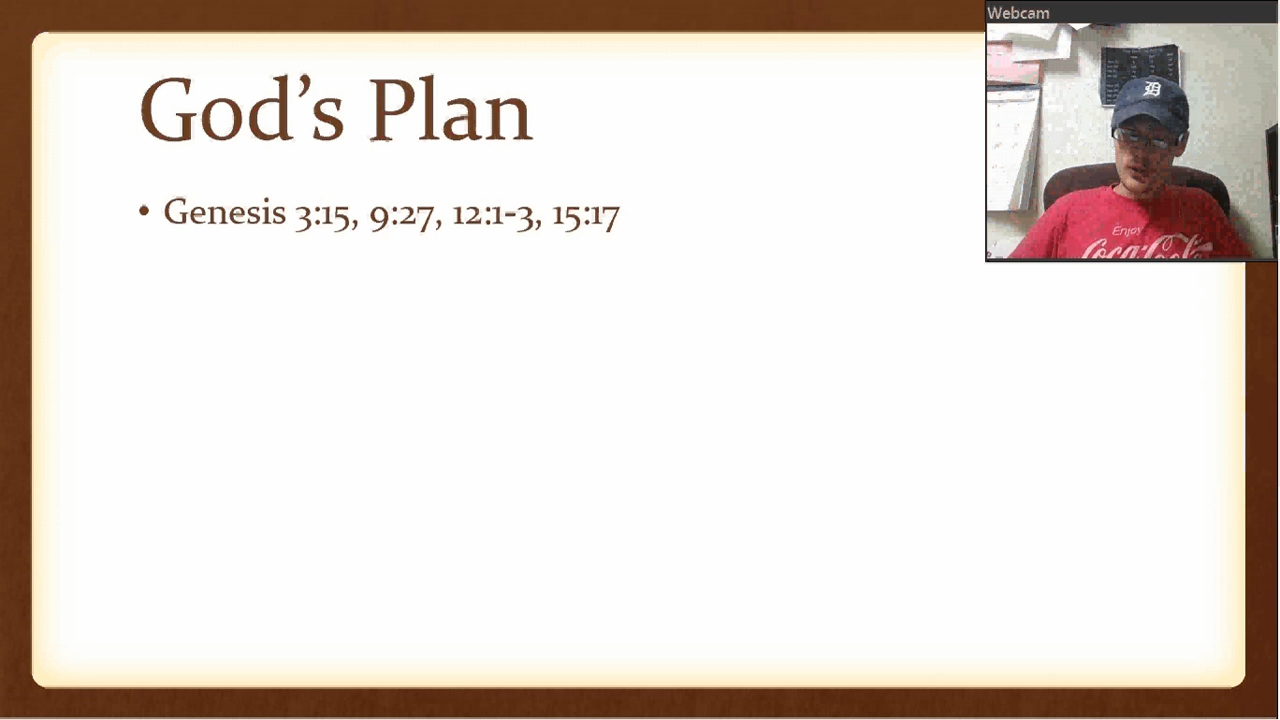 God's Plan
• Genesis 3:15, 9:27, 12:1-3, 15:17
Webcam
D
Enjoy
Coca-Cola